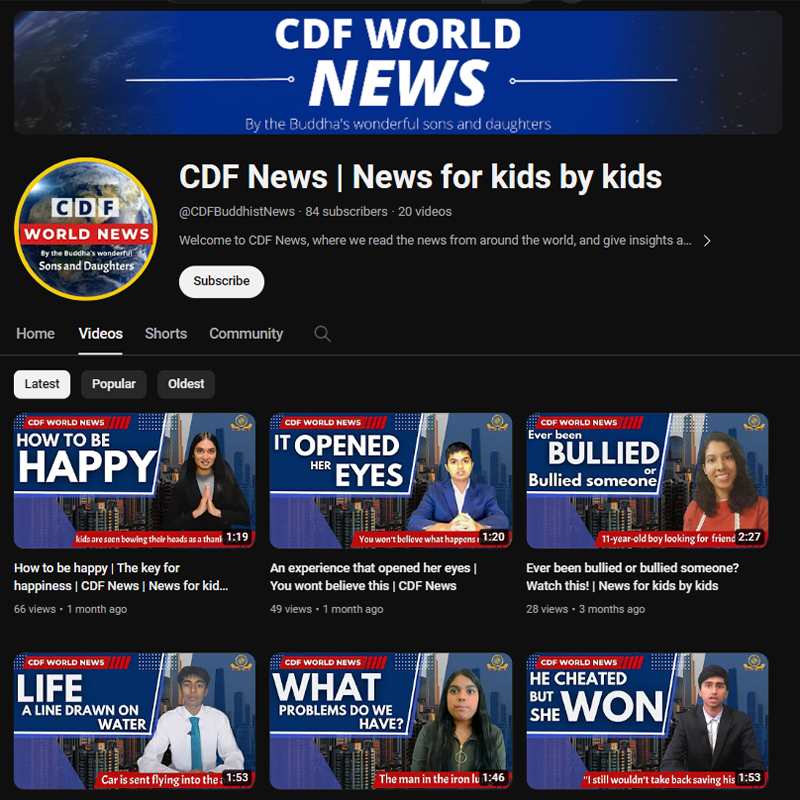 CDF WORLD
NEWS
By the Buddha's wonderful sons and daughters
CDF
WORLD NEWS
By the Buddha's wonderful
Sons and Daughters
CDF News | News for kids by kids
@CDFBuddhistNews · 84 subscribers · 20 videos
Welcome to CDF News, where we read the news from around the world, and give insights a...
Subscribe
Home Videos Shorts Community
Latest Popular Oldest
CDF WORLD NEWS
HOW TO BE
HAPPY
kids are seen bowing their heads as a thank
1:19
CDF WORLD NEWS
IT OPENED
HER EYES
You won't believe what happens
1:20
CDF WORLD NEWS
Ever been
BULLIED
or
Bullied someone
11-year-old boy looking for friend
2:27
How to be happy | The key for
happiness | CDF News | News for kid...
66 views • 1 month ago
An experience that opened her eyes |
You wont believe this | CDF News
49 views • 1 month ago
Ever been bullied or bullied someone?
Watch this! | News for kids by kids
28 views • 3 months ago
CDF WORLD NEWS
LIFE
A LINE DRAWN ON
WATER
Car is sent flying into the
1:53
CDF WORLD NEWS
WHAT
PROBLEMS DO WE
HAVE?
The man in the iron lu
1:46
CDF WORLD NEWS
HE CHEATED
BUT
SHE WON
"I still wouldn't take back saving his
1:53